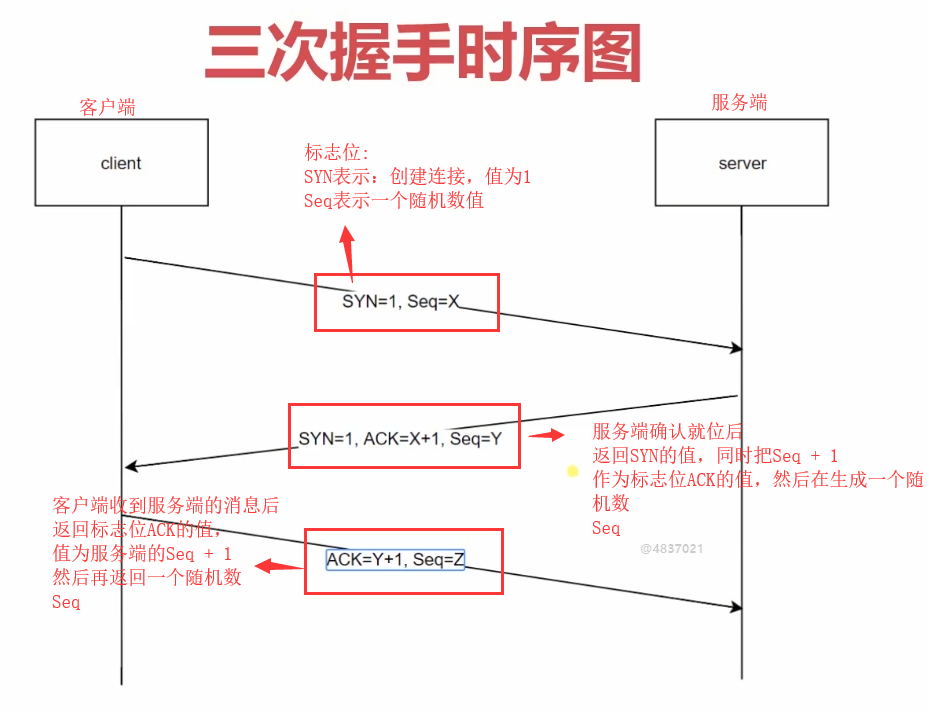 三次握手时序图
客户端
服务端
client
server
标志位:
SYN表示: 创建连接, 值为1
Seq表示一个随机数值
SYN=1, Seq=X
SYN=1, ACK=X+1, Seq=Y
服务端确认就位后
返回SYN的值, 同时把Seq + 1
作为标志位ACK的值, 然后在生成一个随
机数
Seq
客户端收到服务端的消息后
返回标志位ACK的值,
值为服务端的Seq + 1
然后再返回一个随机数
Seq
ACK=Y+1, Seq=Z
@4837021